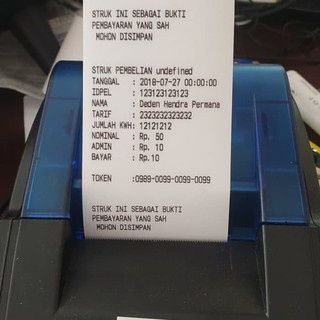 STRUK INI SEBAGAI BUKTI
PEMBAYARAN YANG SAH
MOHON DISIMPAN
STRUK PEMBELIAN undefined
TANGGAL : 2018-07-27 00:00:00
IDPEL : 123123123123
NAMA : Deden Hendra Permana
TARIF : 2323232323232
JUMLAH KWH: 12121212
NOMINAL : Rp. 50
ADMIN : Rp. 10
BAYAR : Rp.10
TOKEN :0989-0099-0099-0099
STRUK INI SEBAGAI BUKTI
PEMBAYARAN YANG SAH
MOHON DISIMPAN